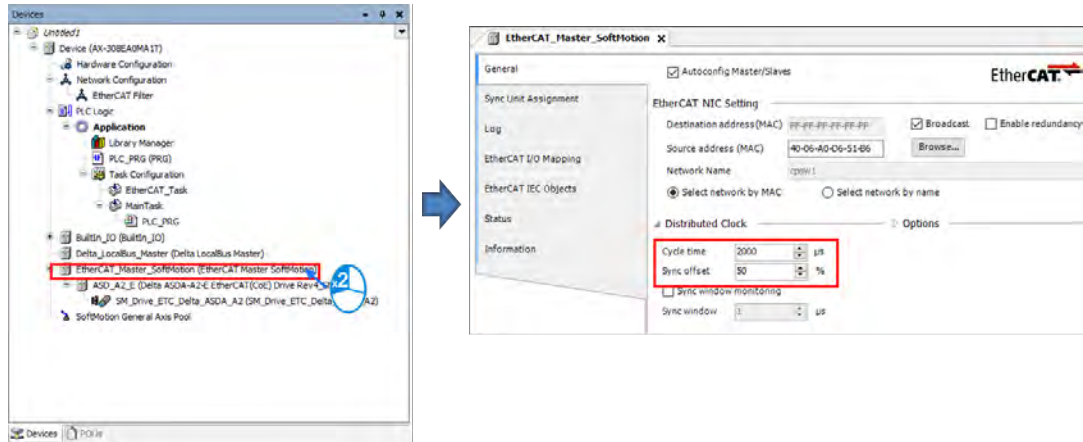 Devices
Untitled1
Device (AX-308EA0MA1T)
Hardware Configuration
Network Configuration
EtherCAT Filter
PLC Logic
Application
Library Manager
PLC_PRG (PRG)
Task Configuration
EtherCAT_Task
MainTask
PLC_PRG
BuiltIn_IO (BuiltIn_IO)
Delta_LocalBus_Master (Delta LocalBus Master)
EtherCAT_Master_SoftMotion (EtherCAT Master SoftMotion)
ASD_A2_E (Delta ASDA-A2-E EtherCAT(CoE) Drive Rev4
SM_Drive_ETC_Delta_ASDA_A2 (SM_Drive_ETC_Delta A2)
SoftMotion General Axis Pool
2
Devices POUs
EtherCAT_Master_SoftMotion X
General
Sync Unit Assignment
Log
EtherCAT I/O Mapping
EtherCAT IEC Objects
Status
Information
Autoconfig Master/Slaves
EtherCAT
EtherCAT NIC Setting
Destination address(MAC) FF-FF-FF-FF-FF-FF Broadcast Enable redundancy
Source address (MAC) 40-06-A0-D6-51-B6 Browse...
Network Name cpsw1
Select network by MAC Select network by name
Distributed Clock Options
Cycle time 2000 µs
Sync offset 50 %
Sync window monitoring
Sync window 1 µs